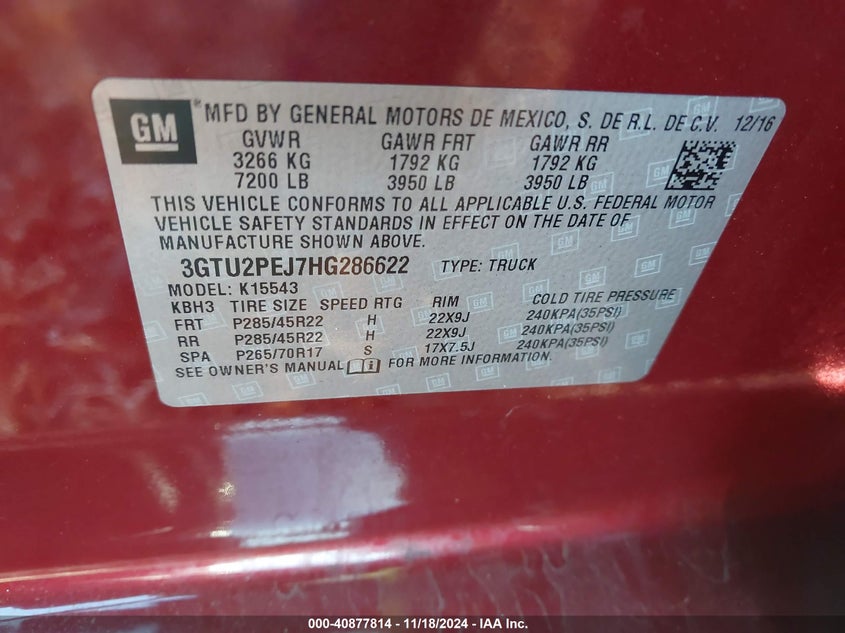 GM ® MFD BY GENERAL MOTORS DE MEXICO, S. DE R.L. DE C.V. 12/16
GVWR GAWR FRT GAWR RR
3266 KG 1792 KG 1792 KG
7200 LB 3950 LB 3950 LB
THIS VEHICLE CONFORMS TO ALL APPLICABLE U.S. FEDERAL MOTOR
VEHICLE SAFETY STANDARDS IN EFFECT ON THE DATE OF
MANUFACTURE SHOWN ABOVE.
3GTU2PEJ7HG286622 TYPE: TRUCK
MODEL: K15543
KBH3 TIRE SIZE SPEED RTG RIM COLD TIRE PRESSURE
FRT P285/45R22 H 22X9J 240KPA(35PSI)
RR P285/45R22 H 22X9J 240KPA(35PSI)
SPA P265/70R17 S 17X7.5J 240KPA(35PSI)
SEE OWNER'S MANUAL FOR MORE INFORMATION.
000-40877814 - 11/18/2024 - IAA Inc.